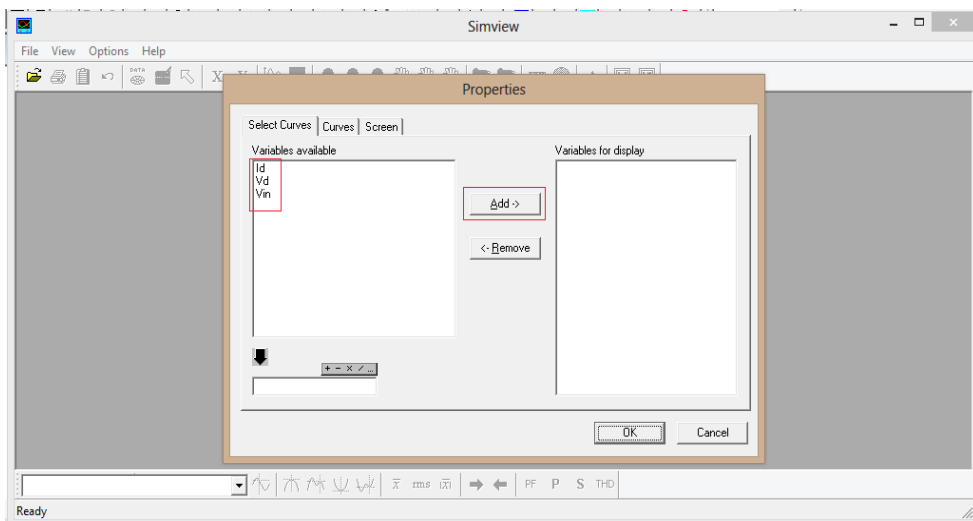 Simview
File View Options Help
DATA
Properties
Select Curves Curves Screen
Variables available
Variables for display
Id
Vd
Vin
Add ->
<- Remove
+ - × / ...
OK Cancel
x̄ rms |x̄| PF P S THD
Ready